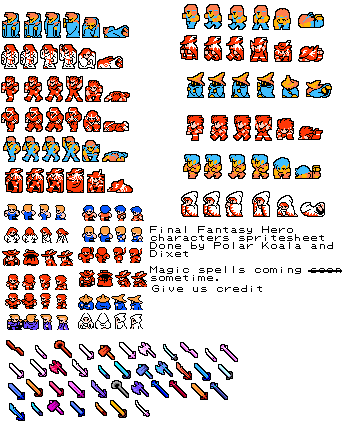 Final Fantasy Hero
characters spritesheet
Done by Polar Koala and
Dixet
Magic spells coming soon
sometime.
Give us credit